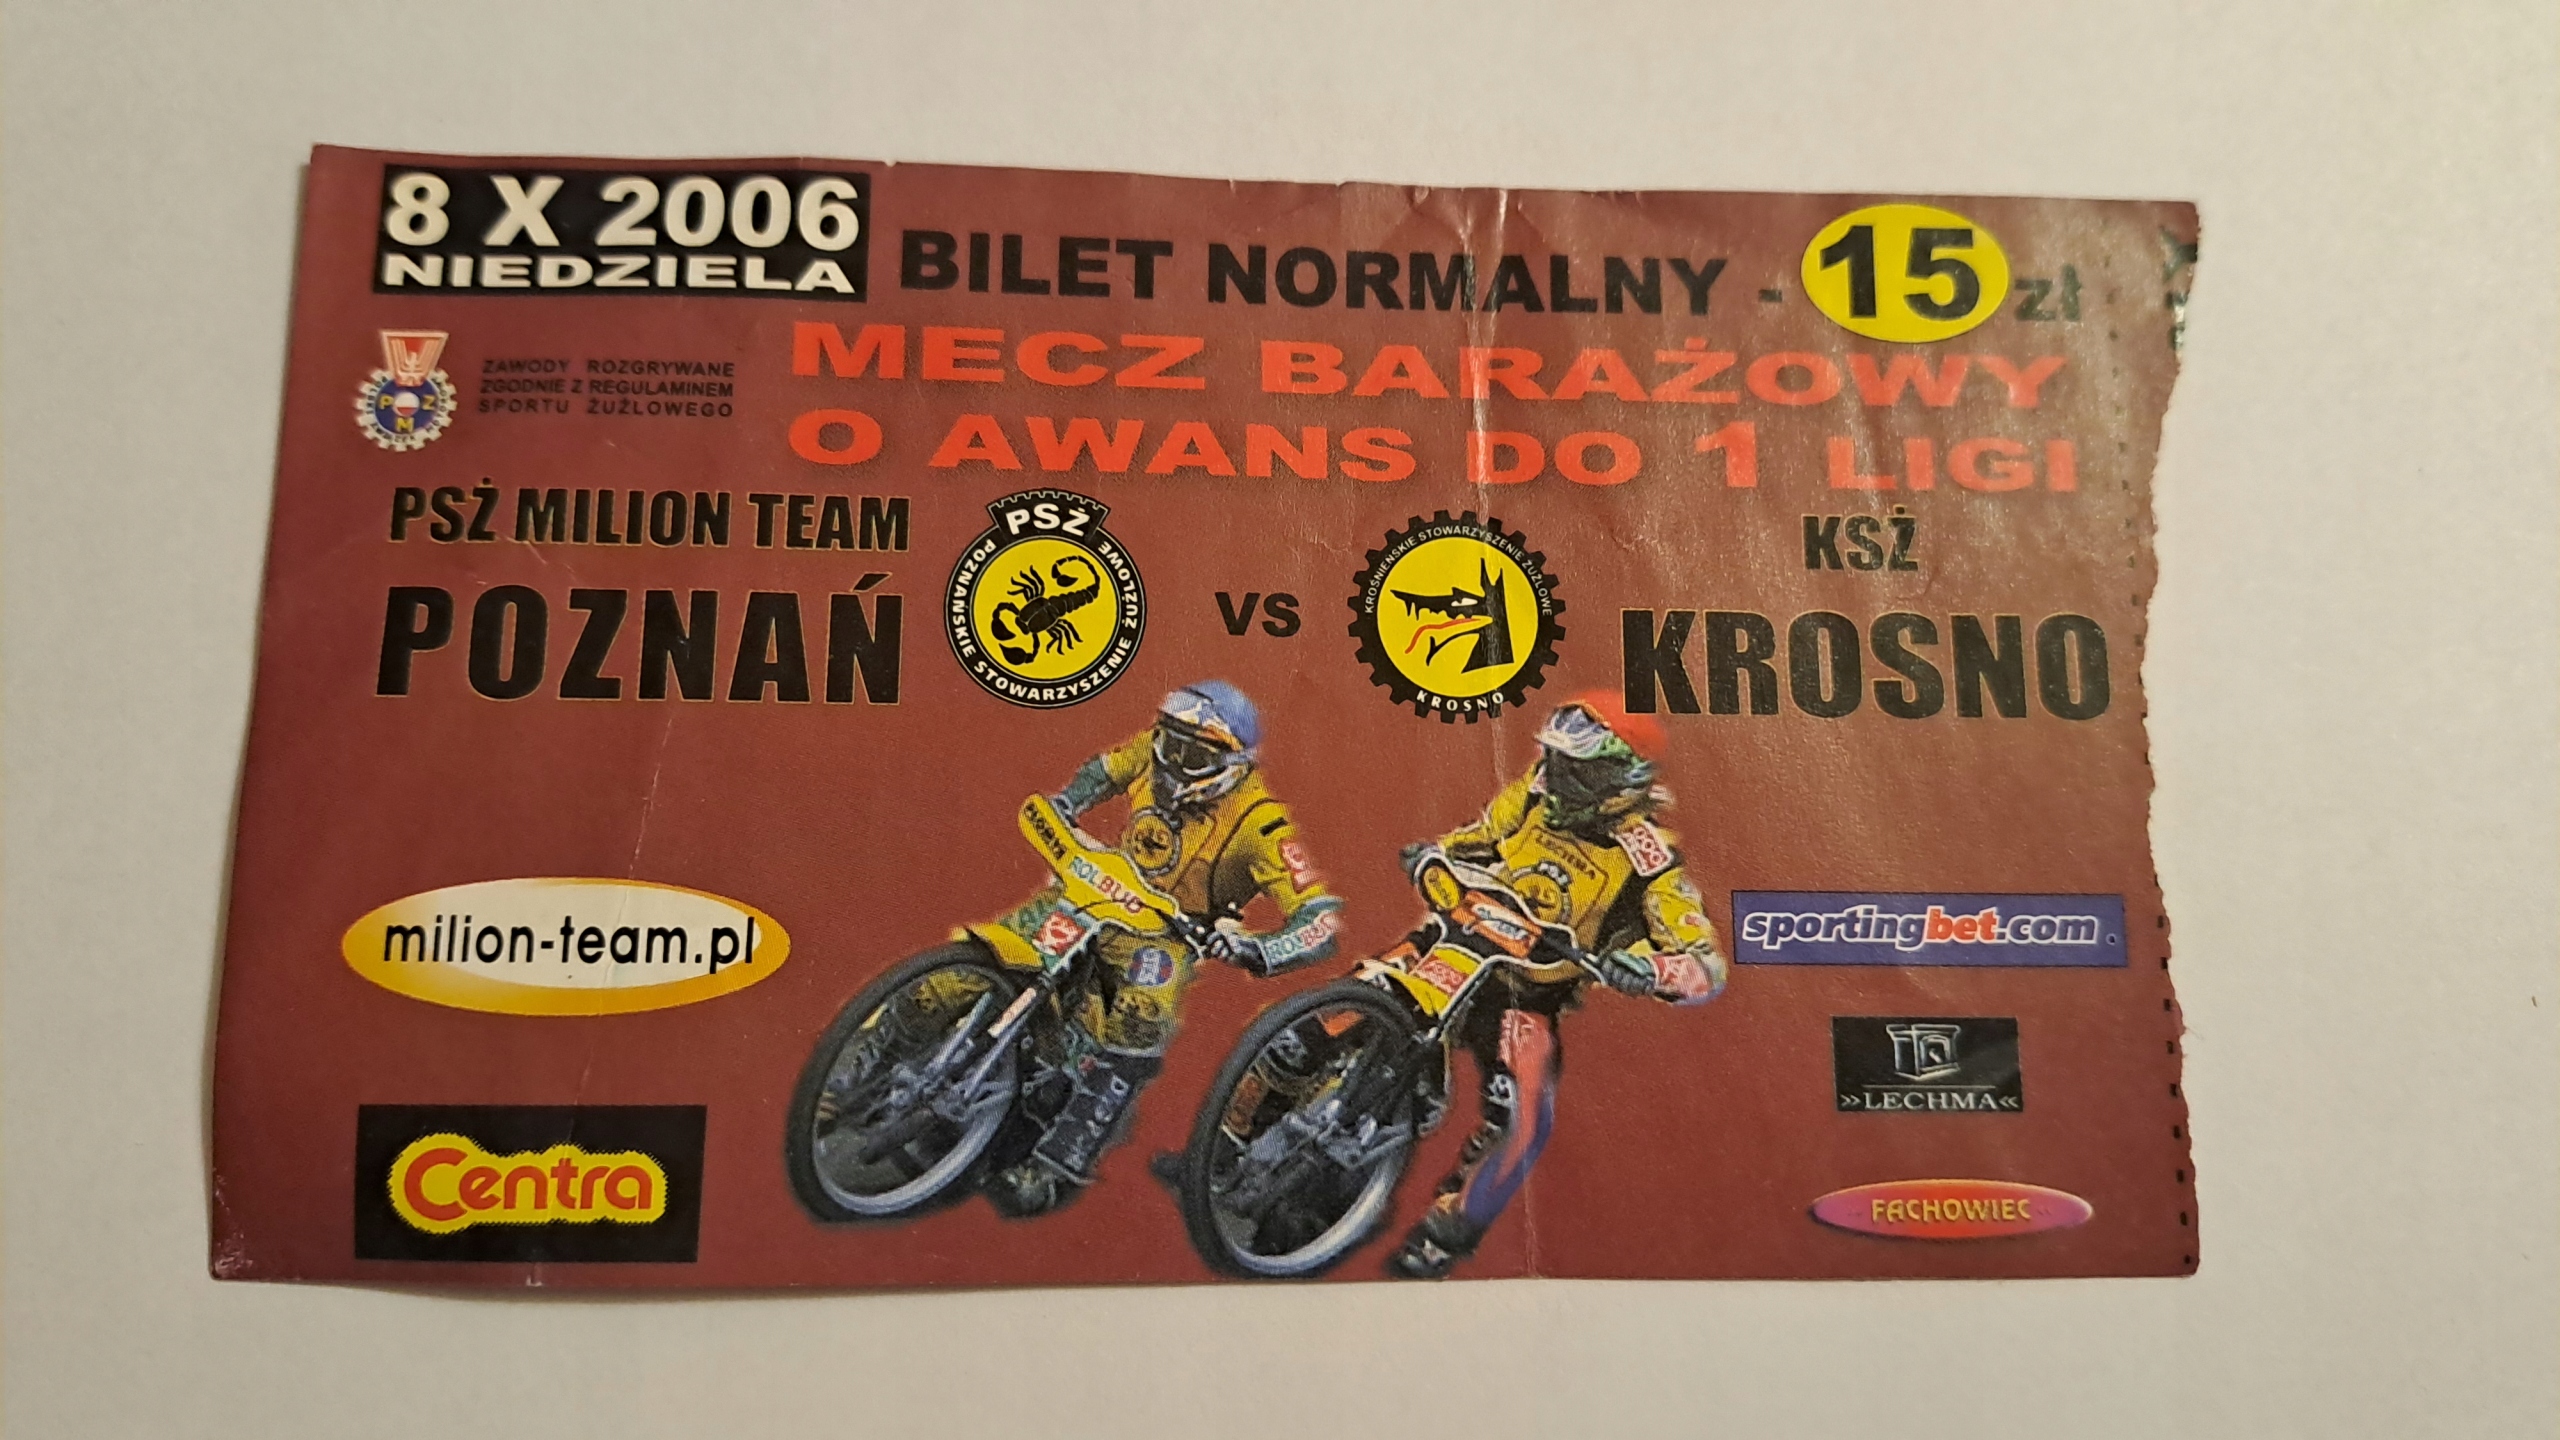 8 X 2006
NIEDZIELA
BILET NORMALNY - 15 zł
MECZ BARAŻOWY
O AWANS DO 1 LIGI
ZAWODY ROZGRYWANE
ZGODNIE Z REGULAMINEM
SPORTU ŻUŻLOWEGO
PZM
PSŻ MILION TEAM
POZNAŃ
PSŻ
POZNAŃSKIE STOWARZYSZENIE ŻUŻLOWE
VS
KROŚNIEŃSKIE STOWARZYSZENIE ŻUŻLOWE
KROSNO
KSŻ
KROSNO
ROLBUD
milion-team.pl
sportingbet.com
»LECHMA«
Centra
FACHOWIEC